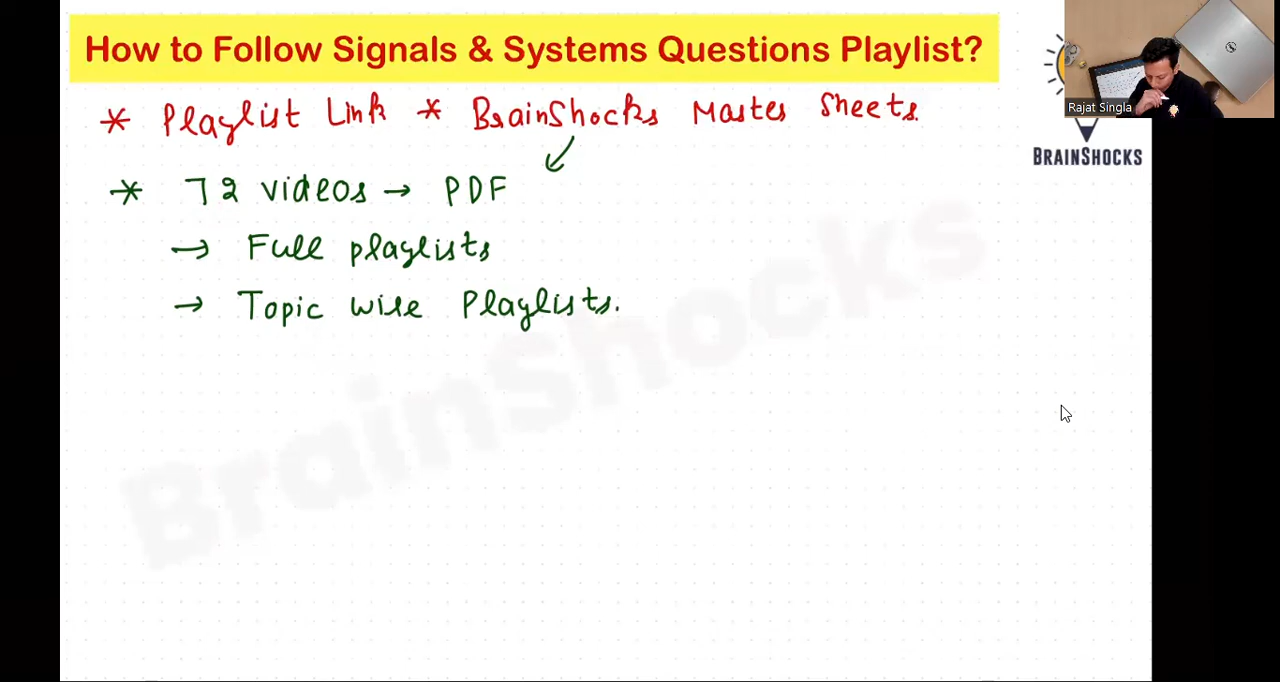 How to Follow Signals & Systems Questions Playlist?
* Playlist Link * BrainShocks Master Sheets.
* 72 videos → PDF
→ Full playlists
→ Topic wise Playlists.
Rajat Singla
BRAINSHOCKS
BrainShocks